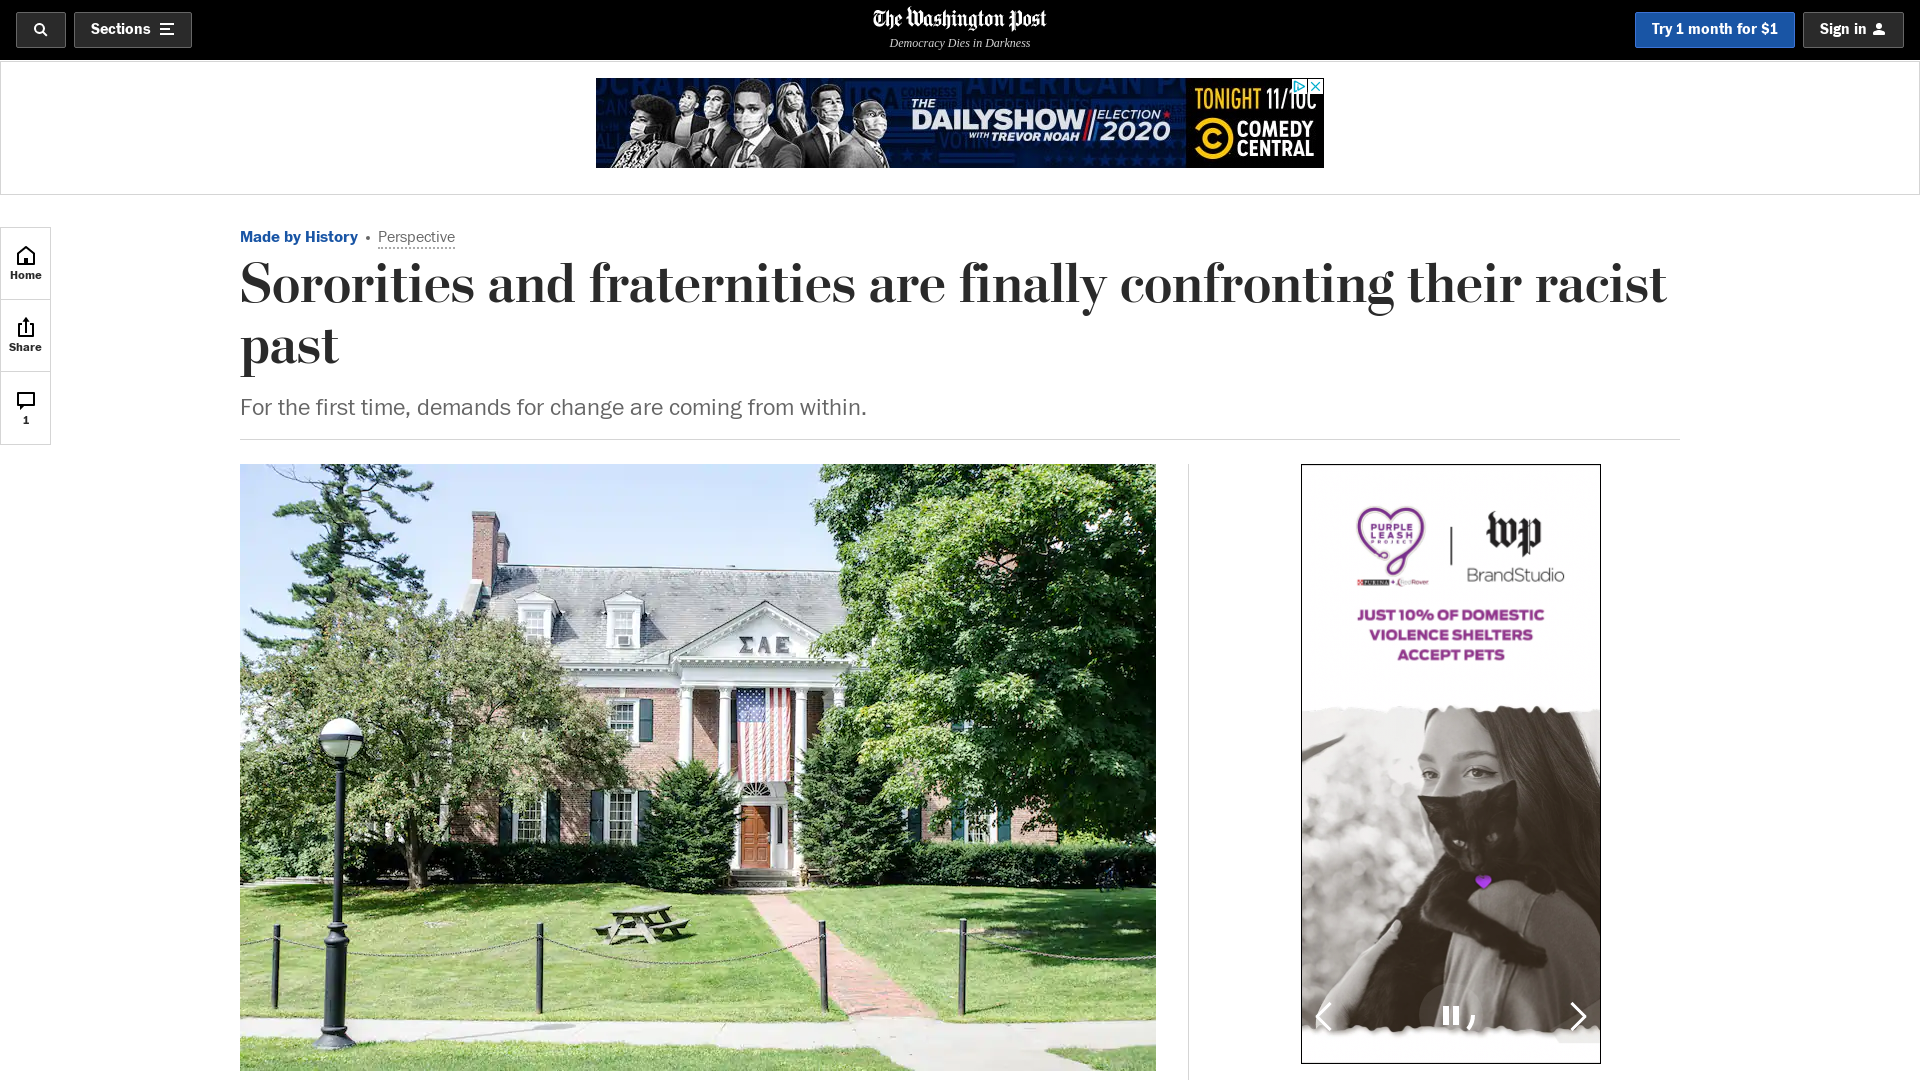 Sections
The Washington Post
Democracy Dies in Darkness
Try 1 month for $1
Sign in
THE
DAILYSHOW
WITH TREVOR NOAH
ELECTION
2020
TONIGHT 11/10C
COMEDY
CENTRAL
Home
Share
1
Made by History • Perspective
Sororities and fraternities are finally confronting their racist
past
For the first time, demands for change are coming from within.
ΣΑΕ
PURPLE
LEASH
PROJECT
PURINA
wp
BrandStudio
JUST 10% OF DOMESTIC
VIOLENCE SHELTERS
ACCEPT PETS